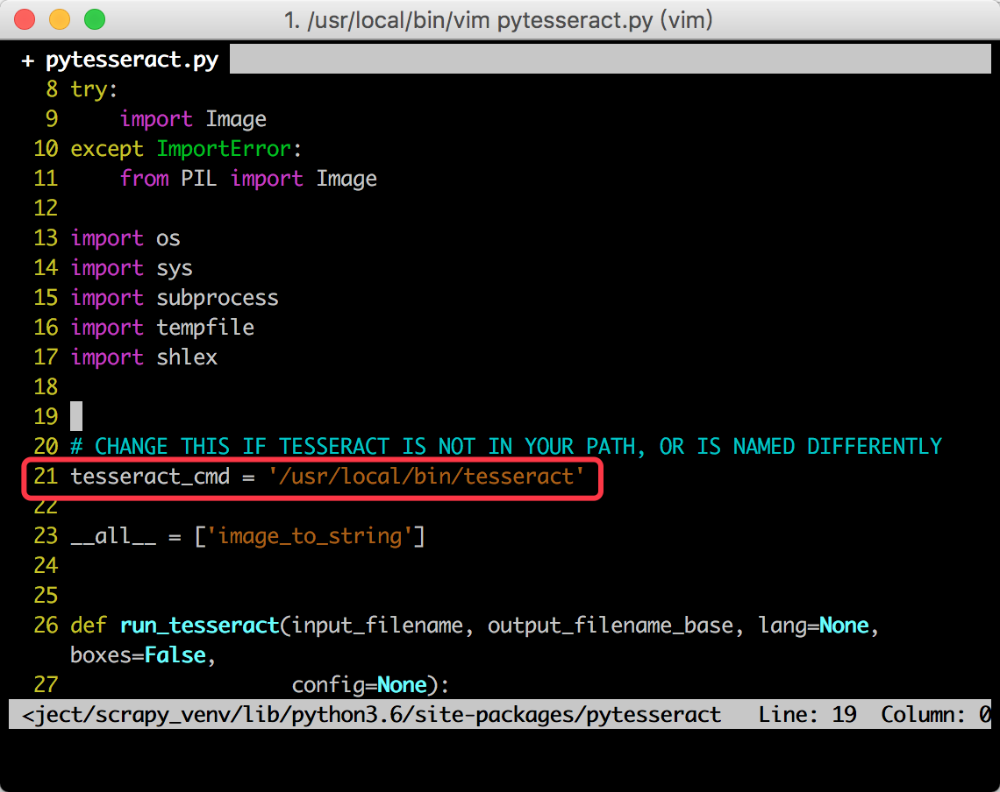 1. /usr/local/bin/vim pytesseract.py (vim)
+ pytesseract.py
8 try:
9     import Image
10 except ImportError:
11     from PIL import Image
12
13 import os
14 import sys
15 import subprocess
16 import tempfile
17 import shlex
18
19
20 # CHANGE THIS IF TESSERACT IS NOT IN YOUR PATH, OR IS NAMED DIFFERENTLY
21 tesseract_cmd = '/usr/local/bin/tesseract'
22
23 __all__ = ['image_to_string']
24
25
26 def run_tesseract(input_filename, output_filename_base, lang=None,
boxes=False,
27                   config=None):
<ject/scrapy_venv/lib/python3.6/site-packages/pytesseract   Line: 19  Column: 0